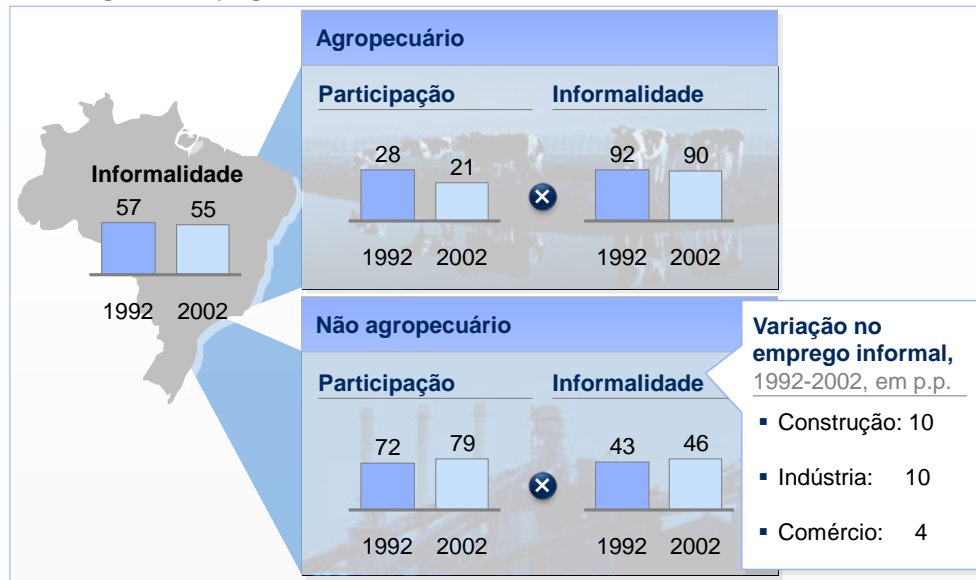 Agropecuário
Participação
Informalidade
28
21
92
90
1992
2002
1992
2002
Informalidade
57
55
1992
2002
Não agropecuário
Participação
Informalidade
72
79
43
46
1992
2002
1992
2002
Variação no
emprego informal,
1992-2002, em p.p.
▪ Construção: 10
▪ Indústria: 10
▪ Comércio: 4